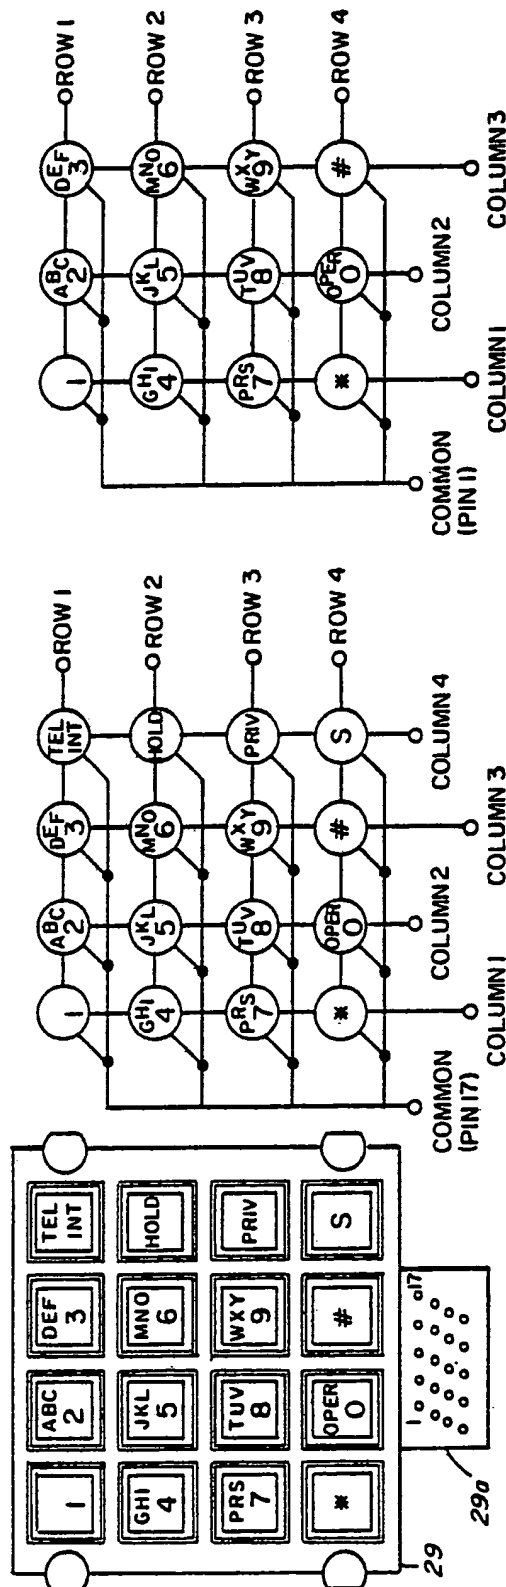 1
ABC
2
DEF
3
TEL
INT
GHI
4
JKL
5
MNO
6
HOLD
PRS
7
TUV
8
WXY
9
PRIV
*
OPER
0
#
S
1
17
29
29a
1
ABC
2
DEF
3
TEL
INT
ROW 1
GHI
4
JKL
5
MNO
6
HOLD
ROW 2
PRS
7
TUV
8
WXY
9
PRIV
ROW 3
*
OPER
0
#
S
ROW 4
COMMON
(PIN 17)
COLUMN 1
COLUMN 2
COLUMN 3
COLUMN 4
1
ABC
2
DEF
3
ROW 1
GHI
4
JKL
5
MNO
6
ROW 2
PRS
7
TUV
8
WXY
9
ROW 3
*
OPER
0
#
ROW 4
COMMON
(PIN 1)
COLUMN 1
COLUMN 2
COLUMN 3